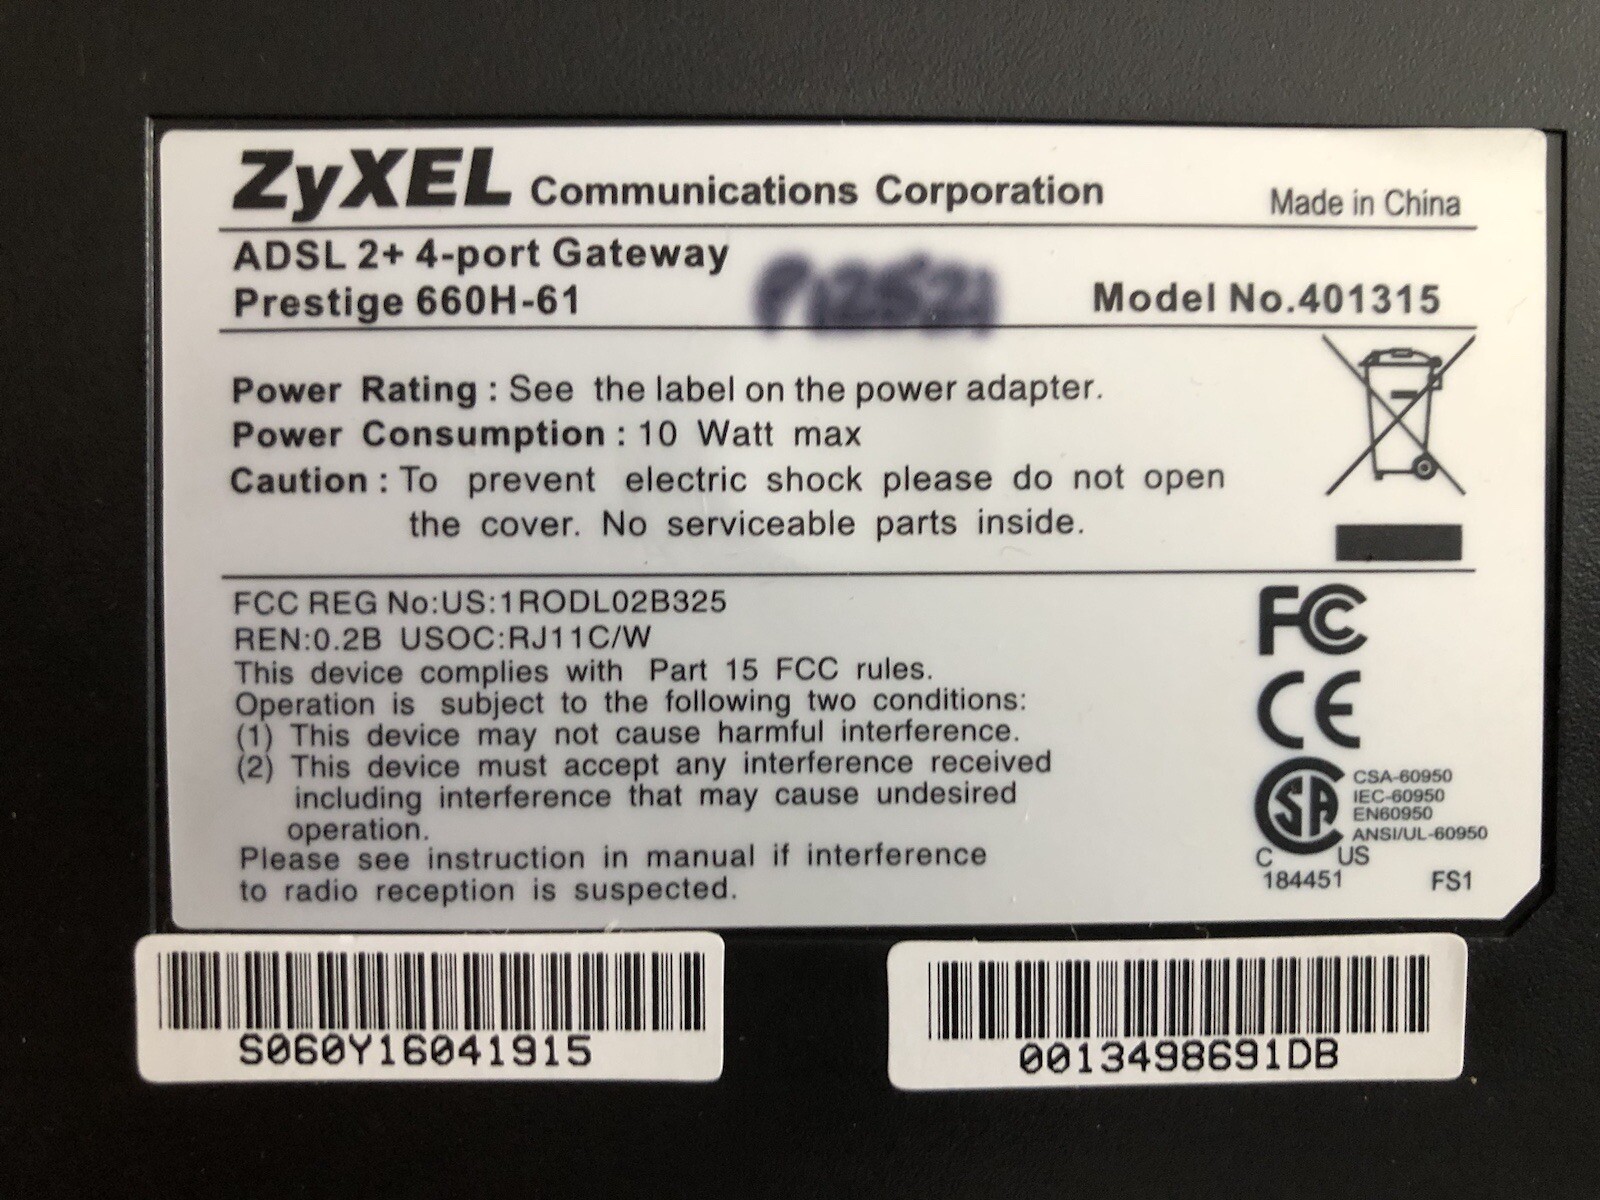 ZyXEL Communications Corporation
Made in China
ADSL 2+ 4-port Gateway
Prestige 660H-61
Model No.401315
Power Rating : See the label on the power adapter.
Power Consumption : 10 Watt max
Caution : To prevent electric shock please do not open
the cover. No serviceable parts inside.
FCC REG No:US:1RODL02B325
REN:0.2B USOC:RJ11C/W
This device complies with Part 15 FCC rules.
Operation is subject to the following two conditions:
(1) This device may not cause harmful interference.
(2) This device must accept any interference received
including interference that may cause undesired
operation.
Please see instruction in manual if interference
to radio reception is suspected.
FC
CE
CSA
CSA-60950
IEC-60950
EN60950
ANSI/UL-60950
C US
184451
FS1
S060Y16041915
0013498691DB